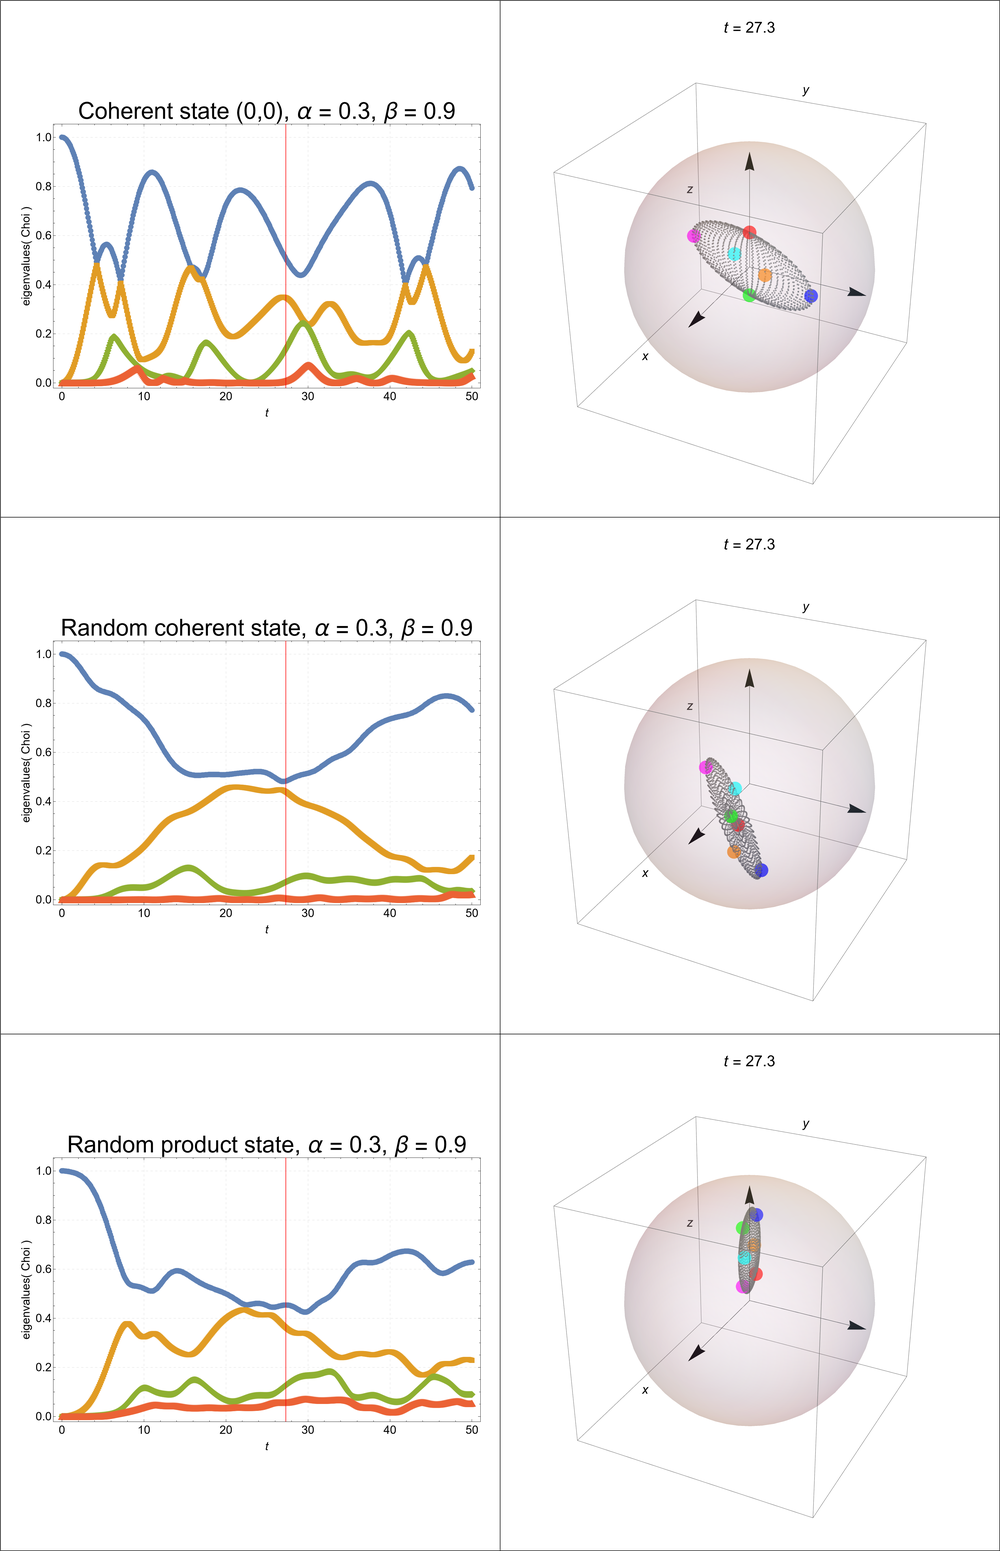 t = 27.3
Coherent state (0,0), α = 0.3, β = 0.9
eigenvalues( Choi )
1.0
0.8
0.6
0.4
0.2
0.0
0
10
20
30
40
50
t
y
z
x
t = 27.3
Random coherent state, α = 0.3, β = 0.9
eigenvalues( Choi )
1.0
0.8
0.6
0.4
0.2
0.0
0
10
20
30
40
50
t
y
z
x
t = 27.3
Random product state, α = 0.3, β = 0.9
eigenvalues( Choi )
1.0
0.8
0.6
0.4
0.2
0.0
0
10
20
30
40
50
t
y
z
x